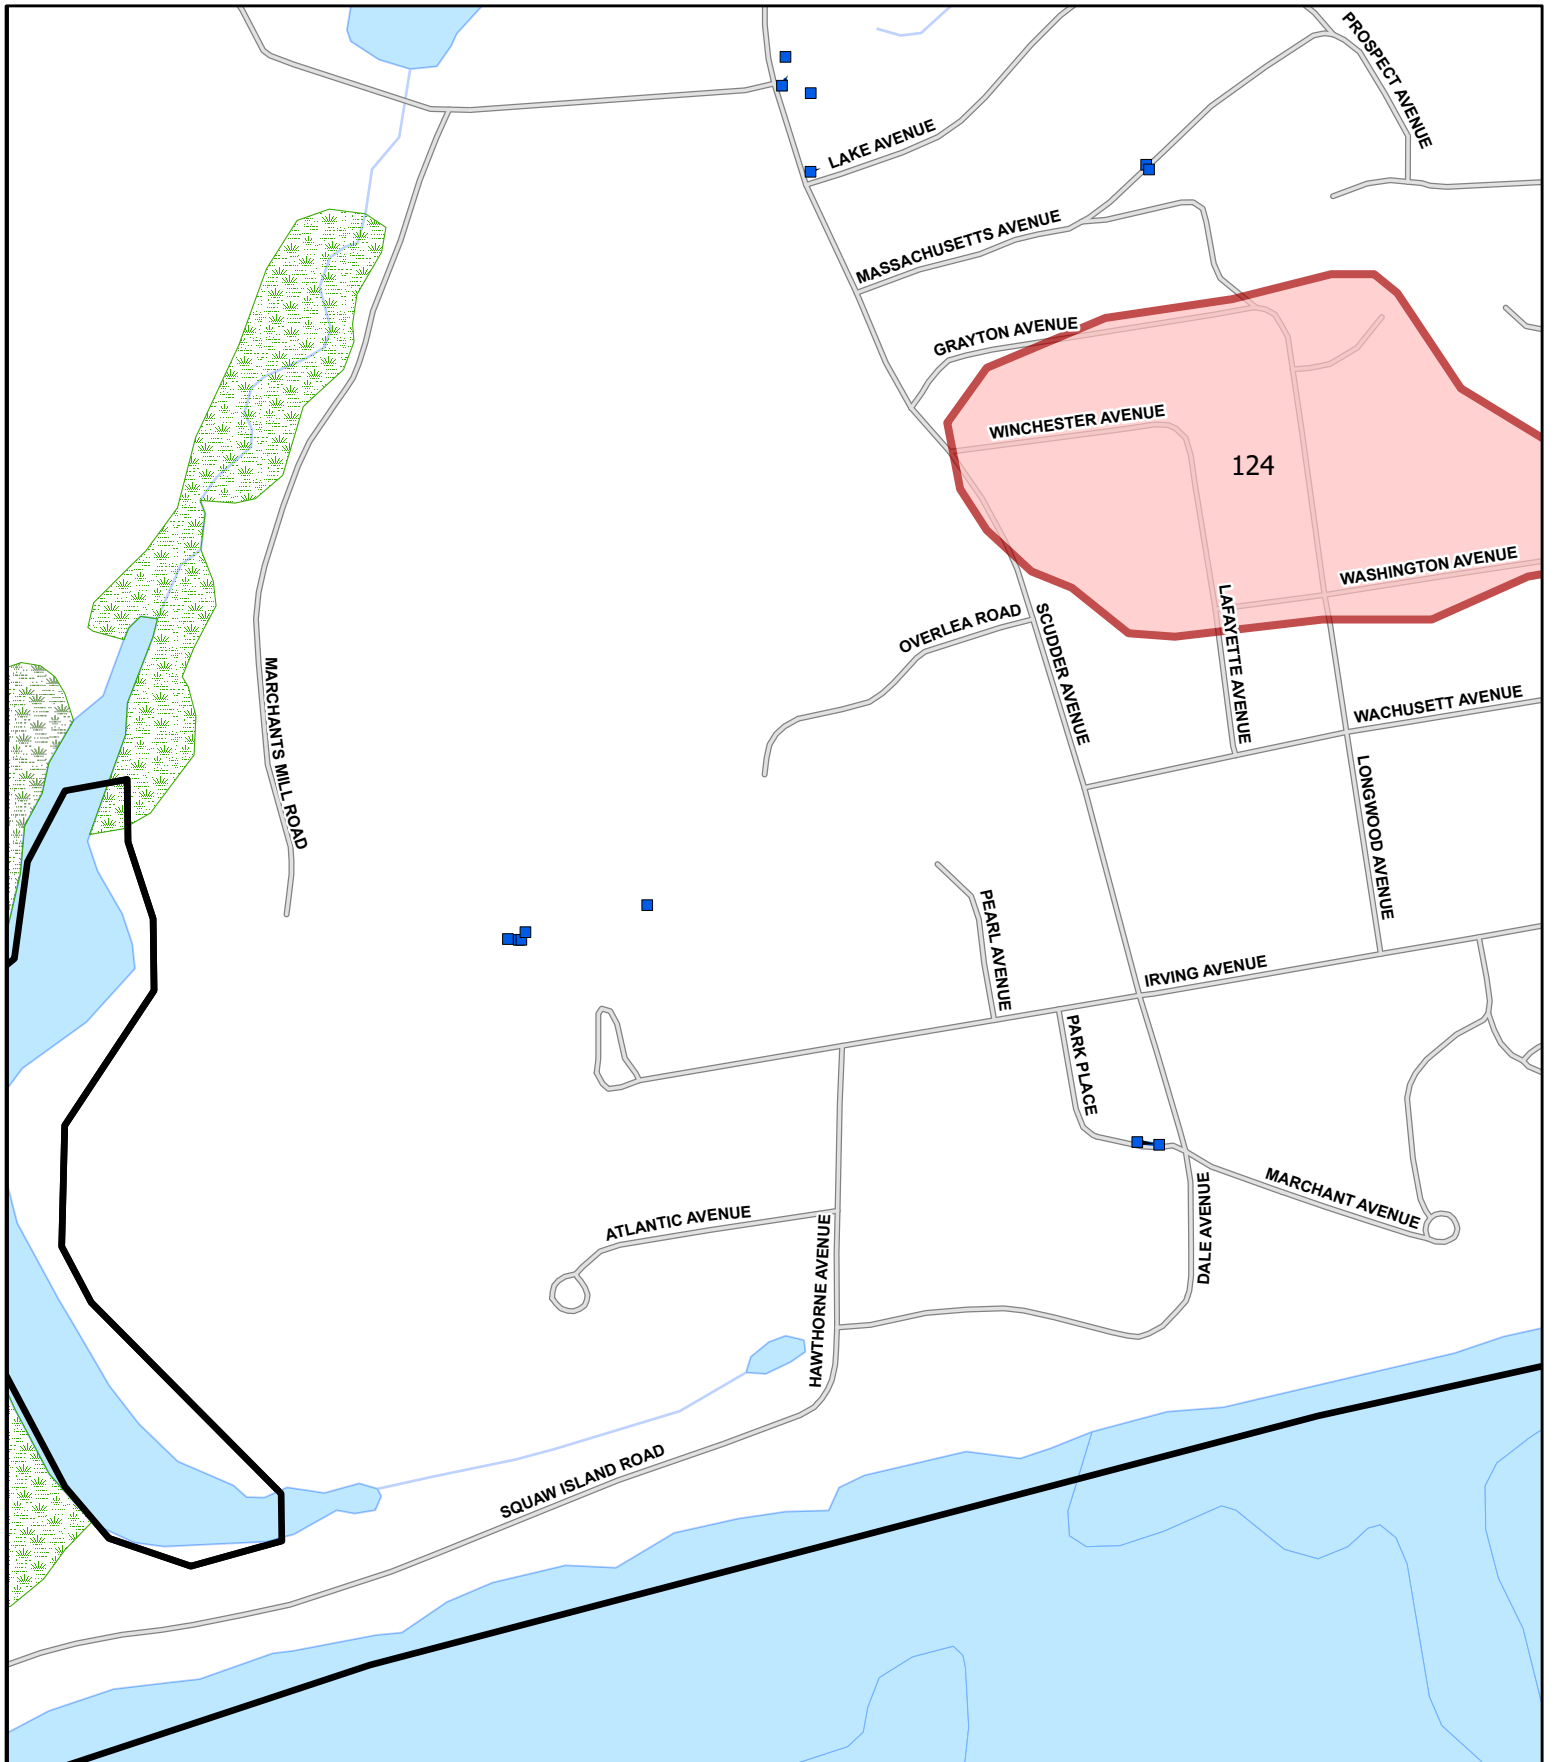 PROSPECT AVENUE
LAKE AVENUE
MASSACHUSETTS AVENUE
GRAYTON AVENUE
WINCHESTER AVENUE
124
WASHINGTON AVENUE
OVERLEA ROAD
SCUDDER AVENUE
LAFAYETTE AVENUE
MARCHANTS MILL ROAD
WACHUSETT AVENUE
LONGWOOD AVENUE
PEARL AVENUE
IRVING AVENUE
PARK PLACE
MARCHANT AVENUE
DALE AVENUE
ATLANTIC AVENUE
HAWTHORNE AVENUE
SQUAW ISLAND ROAD